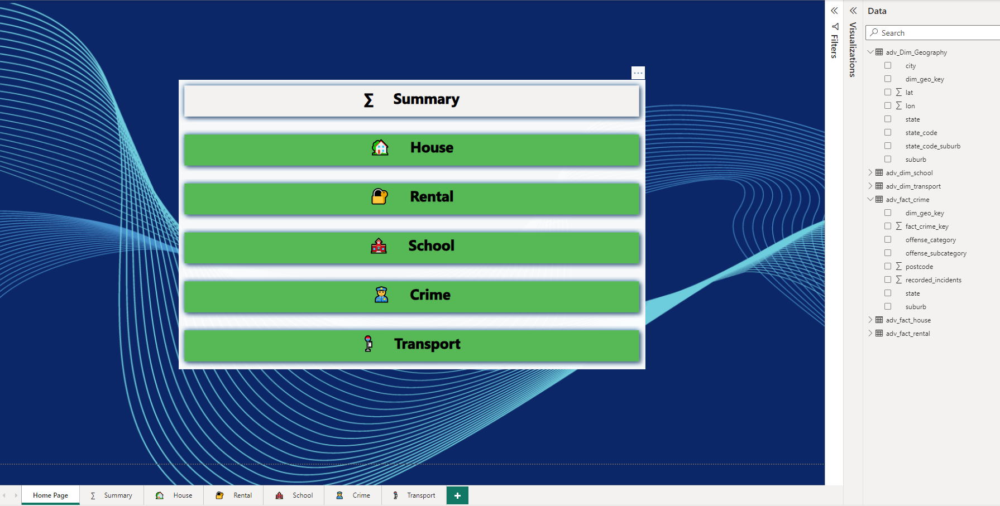 Σ Summary
House
Rental
School
Crime
Transport
Filters
Visualizations
Data
Search
adv_Dim_Geography
city
dim_geo_key
Σ lat
Σ lon
state
state_code
state_code_suburb
suburb
adv_dim_school
adv_dim_transport
adv_fact_crime
dim_geo_key
Σ fact_crime_key
offense_category
offense_subcategory
Σ postcode
Σ recorded_incidents
state
suburb
adv_fact_house
adv_fact_rental
Home Page Σ Summary House Rental School Crime Transport +